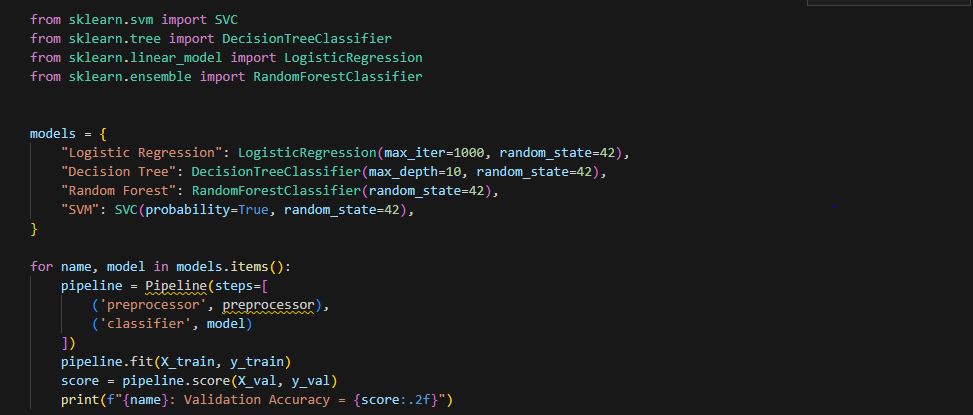 from sklearn.svm import SVC
from sklearn.tree import DecisionTreeClassifier
from sklearn.linear_model import LogisticRegression
from sklearn.ensemble import RandomForestClassifier
models = {
    "Logistic Regression": LogisticRegression(max_iter=1000, random_state=42),
    "Decision Tree": DecisionTreeClassifier(max_depth=10, random_state=42),
    "Random Forest": RandomForestClassifier(random_state=42),
    "SVM": SVC(probability=True, random_state=42),
}
for name, model in models.items():
    pipeline = Pipeline(steps=[
        ('preprocessor', preprocessor),
        ('classifier', model)
    ])
    pipeline.fit(X_train, y_train)
    score = pipeline.score(X_val, y_val)
    print(f"{name}: Validation Accuracy = {score:.2f}")